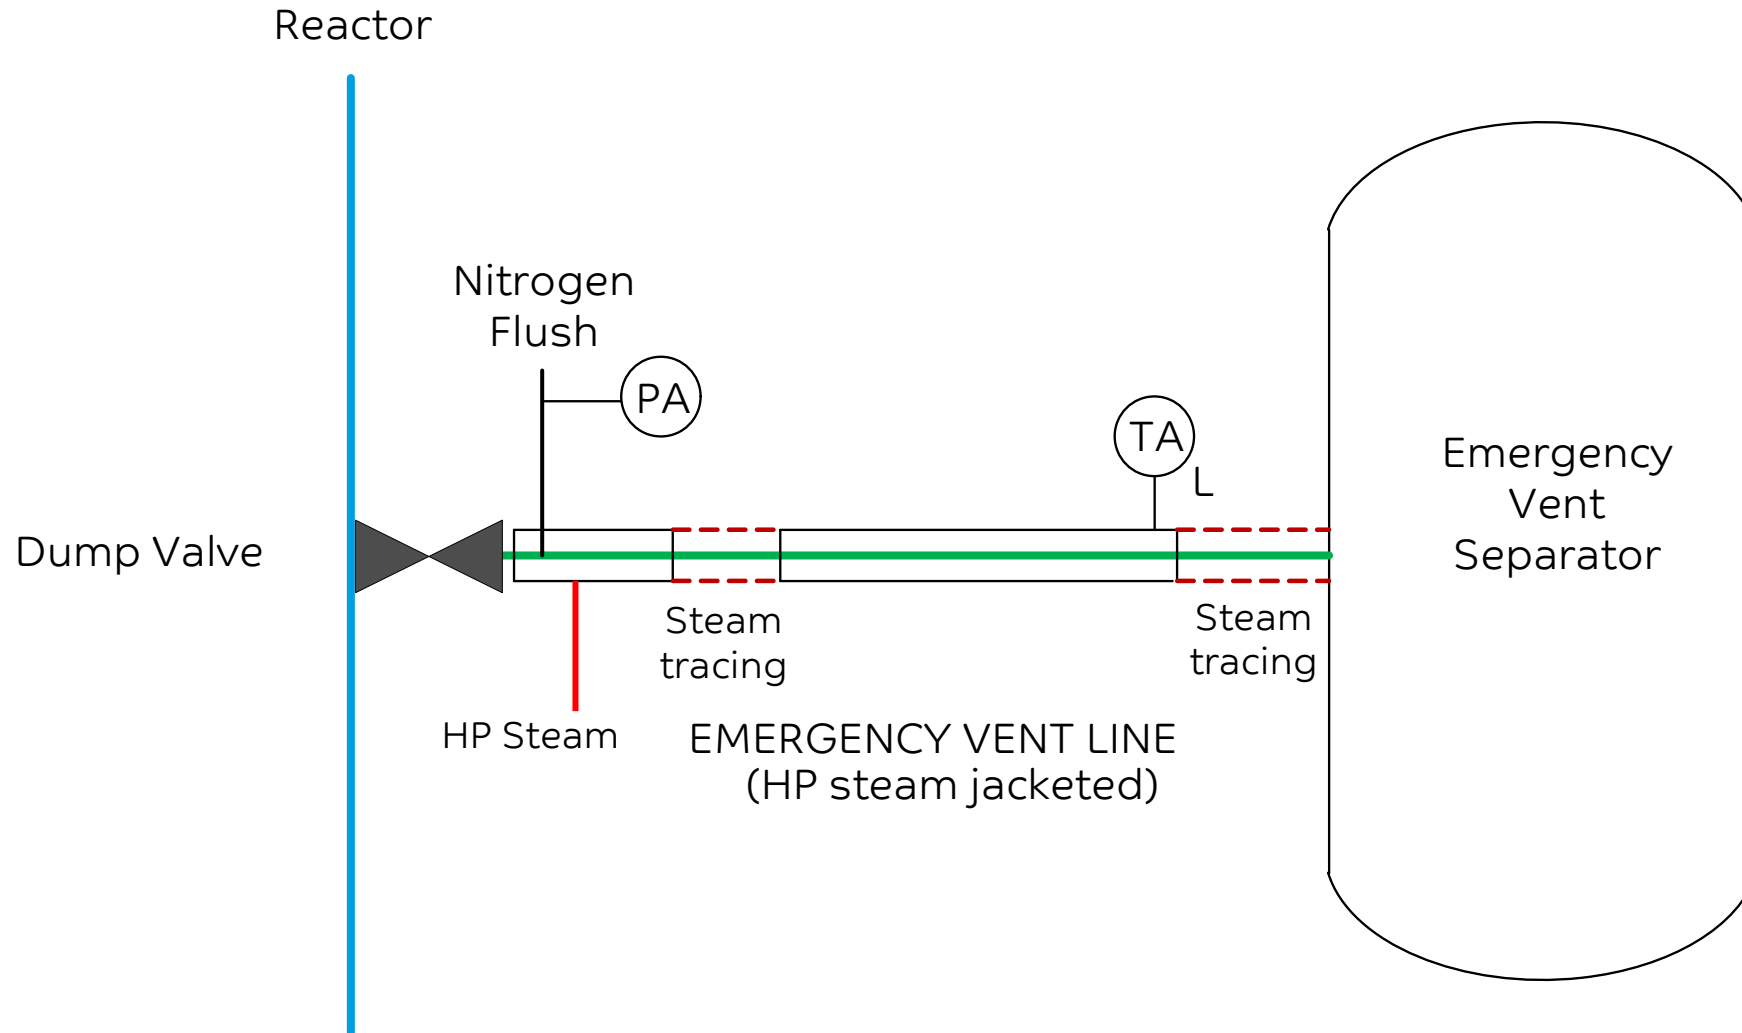 Reactor
Nitrogen
Flush
PA
TA
L
Emergency
Vent
Separator
Dump Valve
Steam
tracing
Steam
tracing
HP Steam
EMERGENCY VENT LINE
(HP steam jacketed)